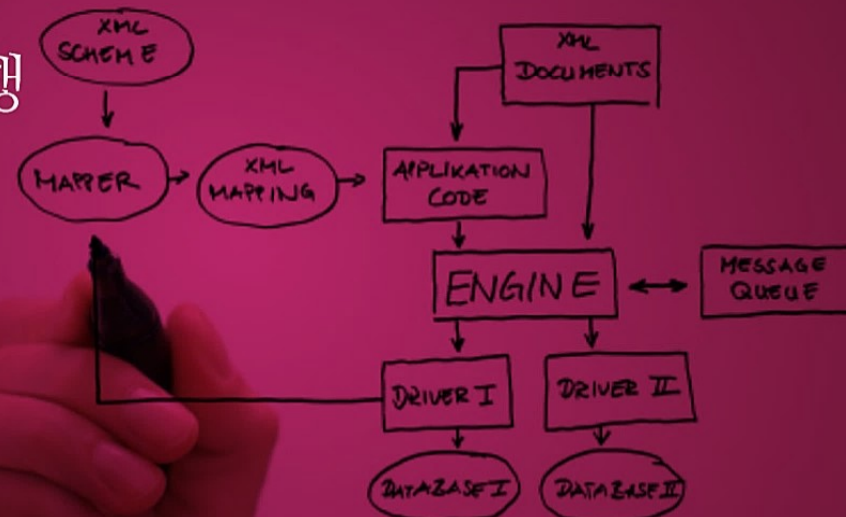 XML
SCHEME
XML
DOCUMENTS
MAPPER
XML
MAPPING
APPLIKATION
CODE
ENGINE
MESSAGE
QUEUE
DRIVER I
DRIVER II
DATABASE I
DATABASE II